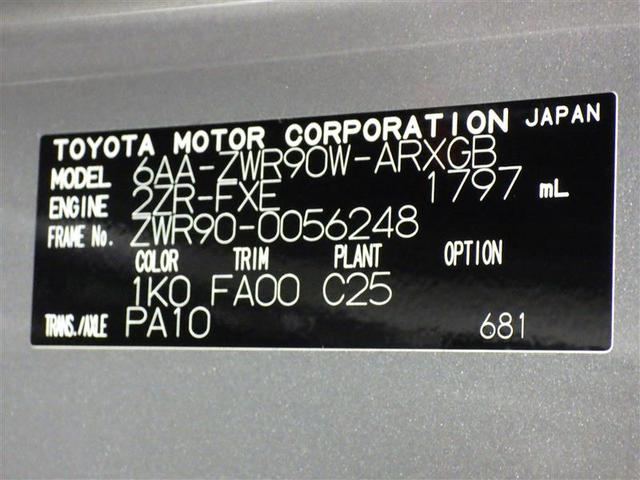 TOYOTA MOTOR CORPORATION JAPAN
MODEL 6AA-ZWR90W-ARXGB
ENGINE 2ZR-FXE 1797 mL
FRAME No. ZWR90-0056248
COLOR TRIM PLANT OPTION
1K0 FA00 C25
TRANS./AXLE PA10 681